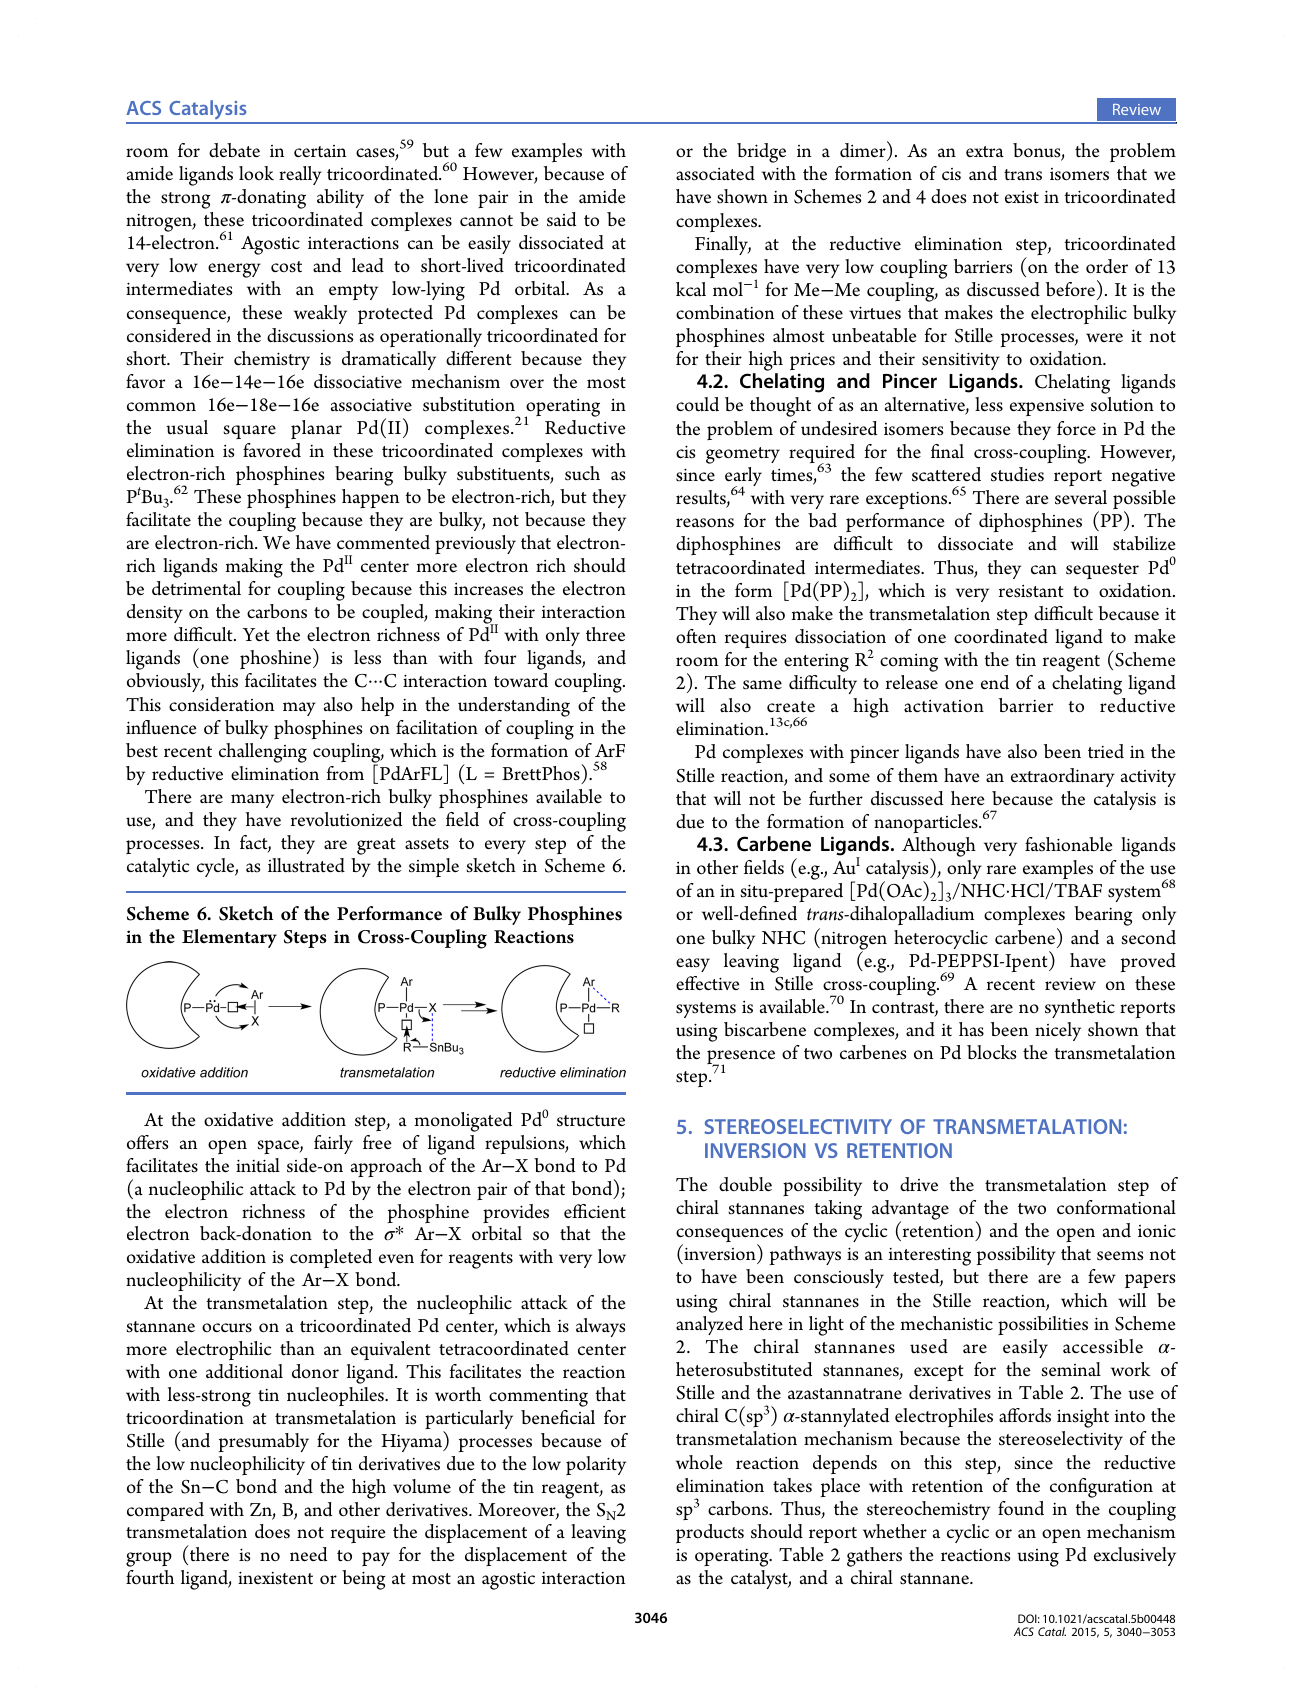 ACS Catalysis
Review
room for debate in certain cases,59 but a few examples with
amide ligands look really tricoordinated.60 However, because of
the strong π-donating ability of the lone pair in the amide
nitrogen, these tricoordinated complexes cannot be said to be
14-electron.61 Agostic interactions can be easily dissociated at
very low energy cost and lead to short-lived tricoordinated
intermediates with an empty low-lying Pd orbital. As a
consequence, these weakly protected Pd complexes can be
considered in the discussions as operationally tricoordinated for
short. Their chemistry is dramatically different because they
favor a 16e−14e−16e dissociative mechanism over the most
common 16e−18e−16e associative substitution operating in
the usual square planar Pd(II) complexes.21 Reductive
elimination is favored in these tricoordinated complexes with
electron-rich phosphines bearing bulky substituents, such as
PtBu3.62 These phosphines happen to be electron-rich, but they
facilitate the coupling because they are bulky, not because they
are electron-rich. We have commented previously that electron-
rich ligands making the PdII center more electron rich should
be detrimental for coupling because this increases the electron
density on the carbons to be coupled, making their interaction
more difficult. Yet the electron richness of PdII with only three
ligands (one phoshine) is less than with four ligands, and
obviously, this facilitates the C···C interaction toward coupling.
This consideration may also help in the understanding of the
influence of bulky phosphines on facilitation of coupling in the
best recent challenging coupling, which is the formation of ArF
by reductive elimination from [PdArFL] (L = BrettPhos).58
There are many electron-rich bulky phosphines available to
use, and they have revolutionized the field of cross-coupling
processes. In fact, they are great assets to every step of the
catalytic cycle, as illustrated by the simple sketch in Scheme 6.
Scheme 6. Sketch of the Performance of Bulky Phosphines
in the Elementary Steps in Cross-Coupling Reactions
P−Pd Ar X
P−Pd−X Ar R−SnBu3
P−Pd−R Ar
oxidative addition
transmetalation
reductive elimination
At the oxidative addition step, a monoligated Pd0 structure
offers an open space, fairly free of ligand repulsions, which
facilitates the initial side-on approach of the Ar−X bond to Pd
(a nucleophilic attack to Pd by the electron pair of that bond);
the electron richness of the phosphine provides efficient
electron back-donation to the σ* Ar−X orbital so that the
oxidative addition is completed even for reagents with very low
nucleophilicity of the Ar−X bond.
At the transmetalation step, the nucleophilic attack of the
stannane occurs on a tricoordinated Pd center, which is always
more electrophilic than an equivalent tetracoordinated center
with one additional donor ligand. This facilitates the reaction
with less-strong tin nucleophiles. It is worth commenting that
tricoordination at transmetalation is particularly beneficial for
Stille (and presumably for the Hiyama) processes because of
the low nucleophilicity of tin derivatives due to the low polarity
of the Sn−C bond and the high volume of the tin reagent, as
compared with Zn, B, and other derivatives. Moreover, the SN2
transmetalation does not require the displacement of a leaving
group (there is no need to pay for the displacement of the
fourth ligand, inexistent or being at most an agostic interaction
or the bridge in a dimer). As an extra bonus, the problem
associated with the formation of cis and trans isomers that we
have shown in Schemes 2 and 4 does not exist in tricoordinated
complexes.
Finally, at the reductive elimination step, tricoordinated
complexes have very low coupling barriers (on the order of 13
kcal mol−1 for Me−Me coupling, as discussed before). It is the
combination of these virtues that makes the electrophilic bulky
phosphines almost unbeatable for Stille processes, were it not
for their high prices and their sensitivity to oxidation.
4.2. Chelating and Pincer Ligands. Chelating ligands
could be thought of as an alternative, less expensive solution to
the problem of undesired isomers because they force in Pd the
cis geometry required for the final cross-coupling. However,
since early times,63 the few scattered studies report negative
results,64 with very rare exceptions.65 There are several possible
reasons for the bad performance of diphosphines (PP). The
diphosphines are difficult to dissociate and will stabilize
tetracoordinated intermediates. Thus, they can sequester Pd0
in the form [Pd(PP)2], which is very resistant to oxidation.
They will also make the transmetalation step difficult because it
often requires dissociation of one coordinated ligand to make
room for the entering R2 coming with the tin reagent (Scheme
2). The same difficulty to release one end of a chelating ligand
will also create a high activation barrier to reductive
elimination.13c,66
Pd complexes with pincer ligands have also been tried in the
Stille reaction, and some of them have an extraordinary activity
that will not be further discussed here because the catalysis is
due to the formation of nanoparticles.67
4.3. Carbene Ligands. Although very fashionable ligands
in other fields (e.g., AuI catalysis), only rare examples of the use
of an in situ-prepared [Pd(OAc)2]3/NHC·HCl/TBAF system68
or well-defined trans-dihalopalladium complexes bearing only
one bulky NHC (nitrogen heterocyclic carbene) and a second
easy leaving ligand (e.g., Pd-PEPPSI-Ipent) have proved
effective in Stille cross-coupling.69 A recent review on these
systems is available.70 In contrast, there are no synthetic reports
using biscarbene complexes, and it has been nicely shown that
the presence of two carbenes on Pd blocks the transmetalation
step.71
5. STEREOSELECTIVITY OF TRANSMETALATION:
INVERSION VS RETENTION
The double possibility to drive the transmetalation step of
chiral stannanes taking advantage of the two conformational
consequences of the cyclic (retention) and the open and ionic
(inversion) pathways is an interesting possibility that seems not
to have been consciously tested, but there are a few papers
using chiral stannanes in the Stille reaction, which will be
analyzed here in light of the mechanistic possibilities in Scheme
2. The chiral stannanes used are easily accessible α-
heterosubstituted stannanes, except for the seminal work of
Stille and the azastannatrane derivatives in Table 2. The use of
chiral C(sp3) α-stannylated electrophiles affords insight into the
transmetalation mechanism because the stereoselectivity of the
whole reaction depends on this step, since the reductive
elimination takes place with retention of the configuration at
sp3 carbons. Thus, the stereochemistry found in the coupling
products should report whether a cyclic or an open mechanism
is operating. Table 2 gathers the reactions using Pd exclusively
as the catalyst, and a chiral stannane.
3046
DOI: 10.1021/acscatal.5b00448
ACS Catal. 2015, 5, 3040−3053